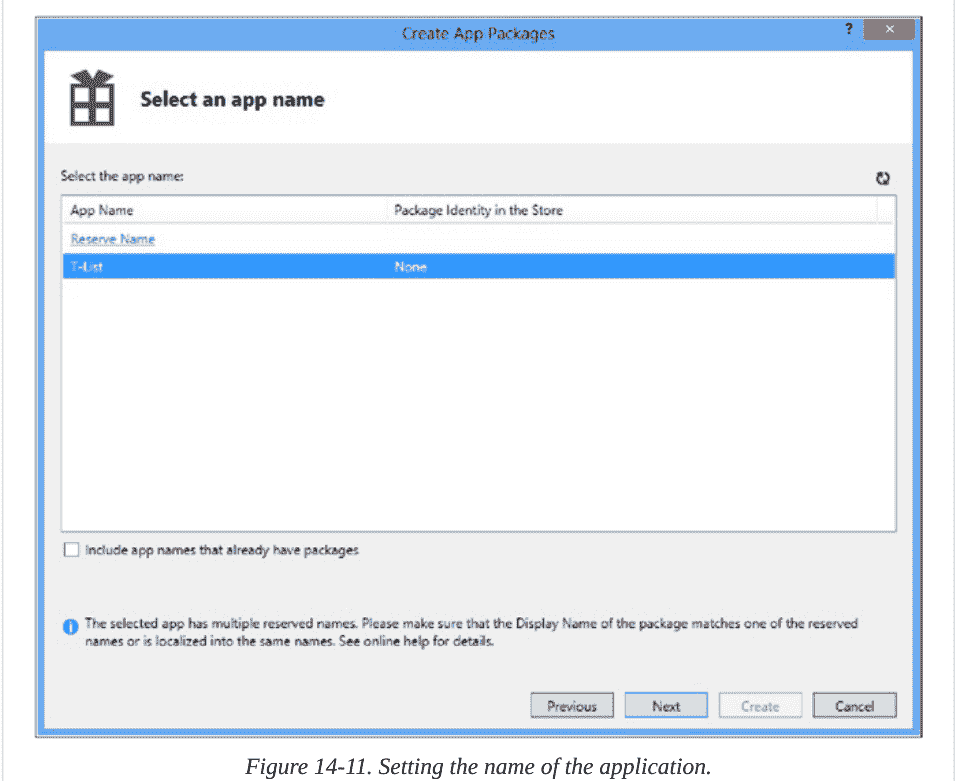 Create App Packages
?
Select an app name
Select the app name:
App Name Package Identity in the Store
Reserve Name
T-List None
Include app names that already have packages
The selected app has multiple reserved names. Please make sure that the Display Name of the package matches one of the reserved
names or is localized into the same names. See online help for details.
Previous Next Create Cancel
Figure 14-11. Setting the name of the application.